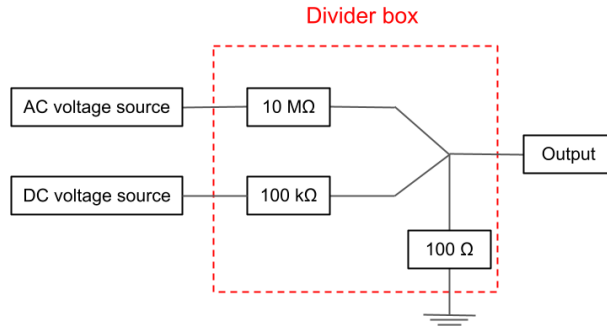 Divider box
AC voltage source
10 MΩ
Output
DC voltage source
100 kΩ
100 Ω